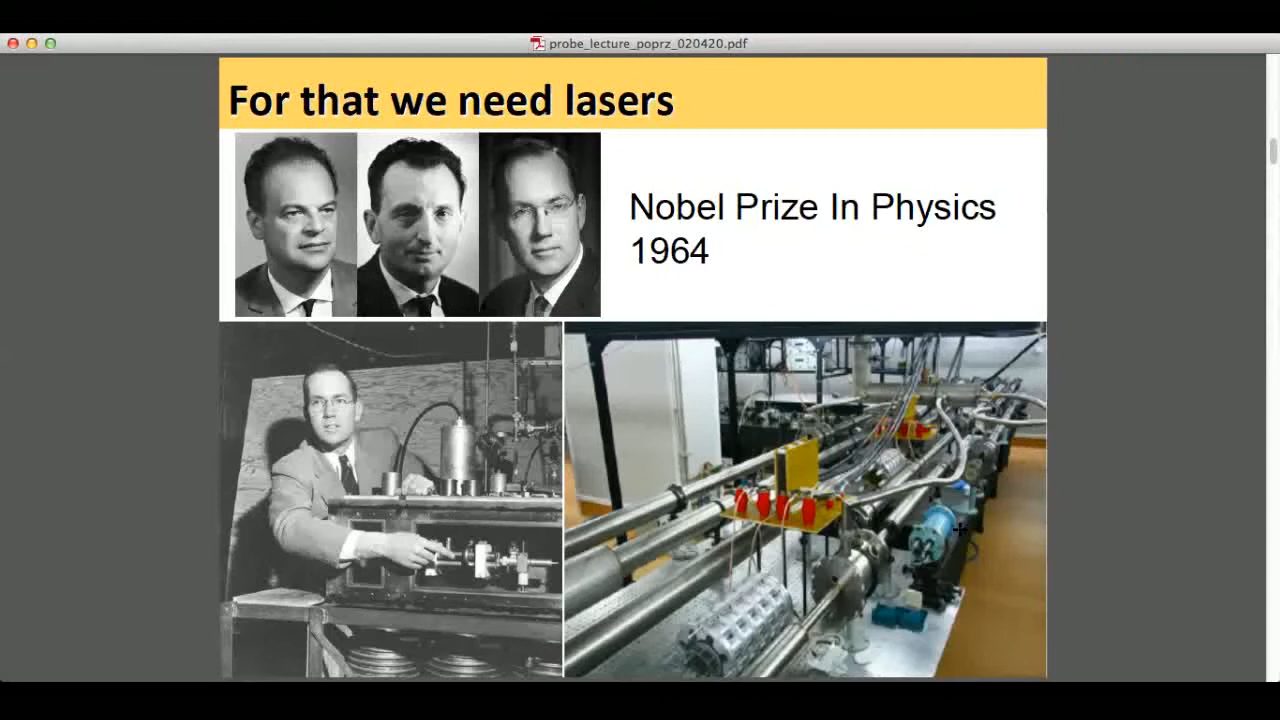 probe_lecture_poprz_020420.pdf
For that we need lasers
Nobel Prize In Physics
1964